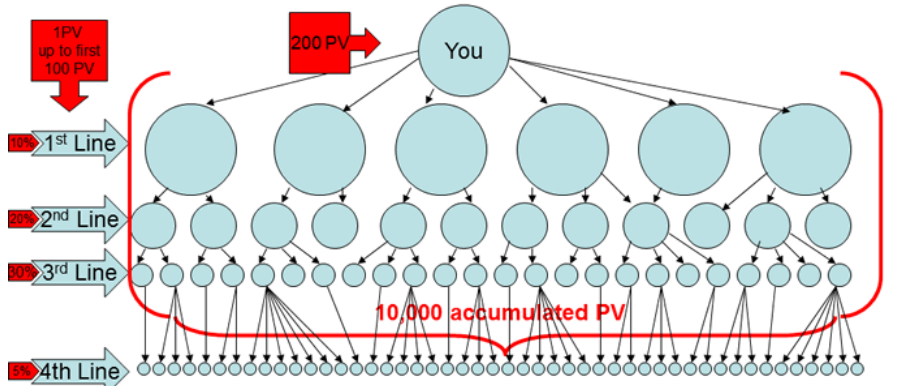 1PV
up to first
100 PV
200 PV
You
10% 1st Line
20% 2nd Line
30% 3rd Line
10,000 accumulated PV
5% 4th Line